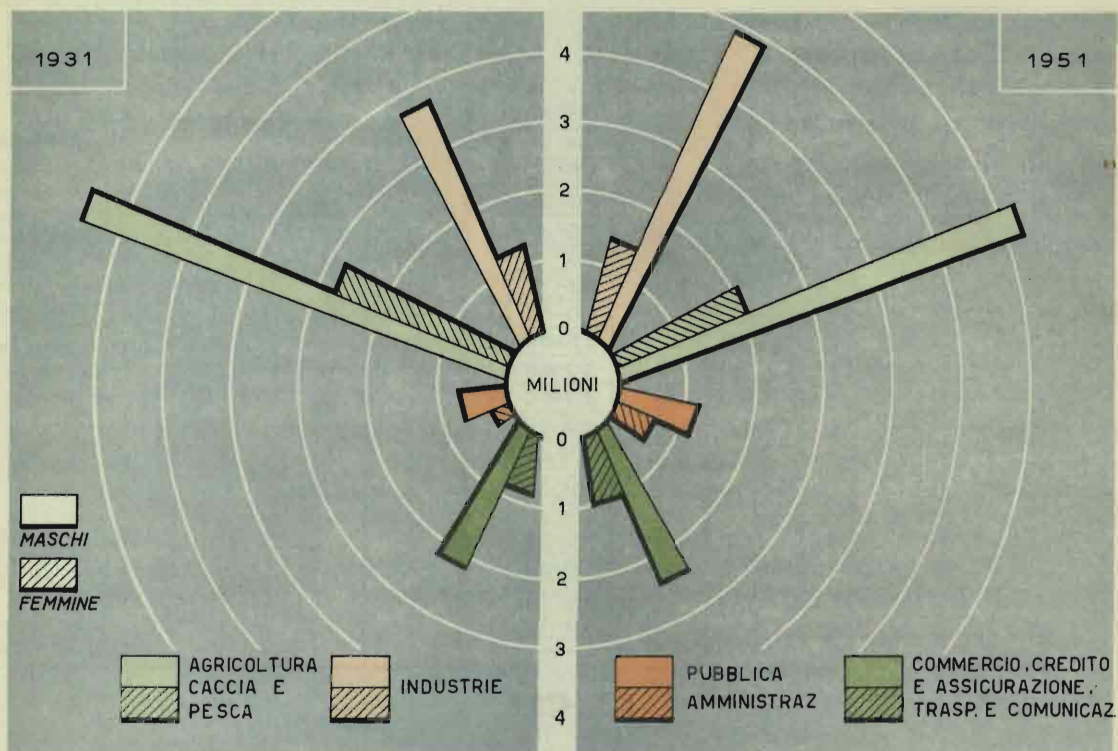 1931
1951
4
3
2
1
0
MILIONI
0
1
2
3
4
MASCHI
FEMMINE
AGRICOLTURA
CACCIA E
PESCA
INDUSTRIE
PUBBLICA
AMMINISTRAZ
COMMERCIO, CREDITO
E ASSICURAZIONE,
TRASP. E COMUNICAZ.